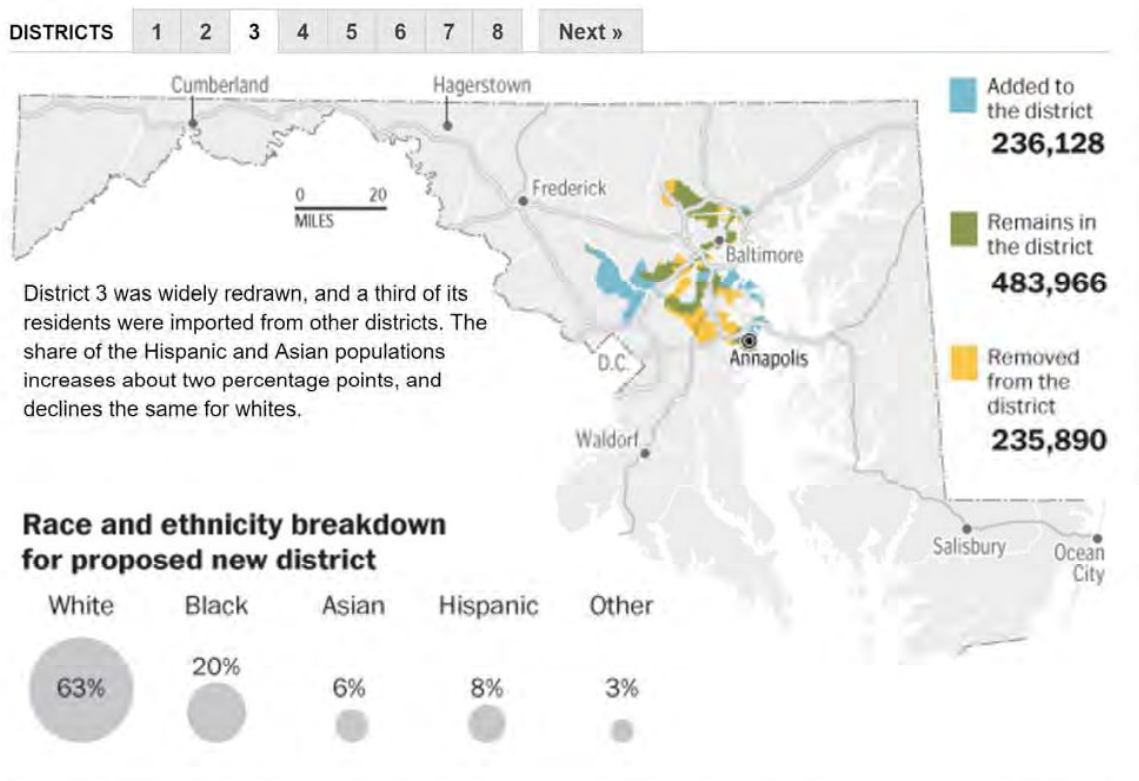 DISTRICTS 1 2 3 4 5 6 7 8 Next »
Cumberland
Hagerstown
Frederick
0 20
MILES
Baltimore
D.C.
Annapolis
Waldorf
Salisbury
Ocean
City
Added to
the district
236,128
Remains in
the district
483,966
Removed
from the
district
235,890
District 3 was widely redrawn, and a third of its
residents were imported from other districts. The
share of the Hispanic and Asian populations
increases about two percentage points, and
declines the same for whites.
Race and ethnicity breakdown
for proposed new district
White Black Asian Hispanic Other
63% 20% 6% 8% 3%